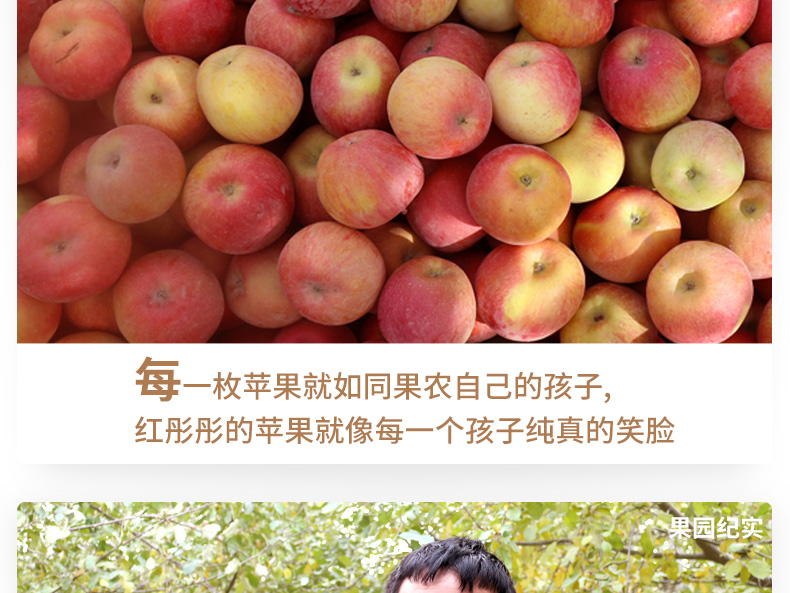 每一枚苹果就如同果农自己的孩子,
红彤彤的苹果就像每一个孩子纯真的笑脸
果园纪实